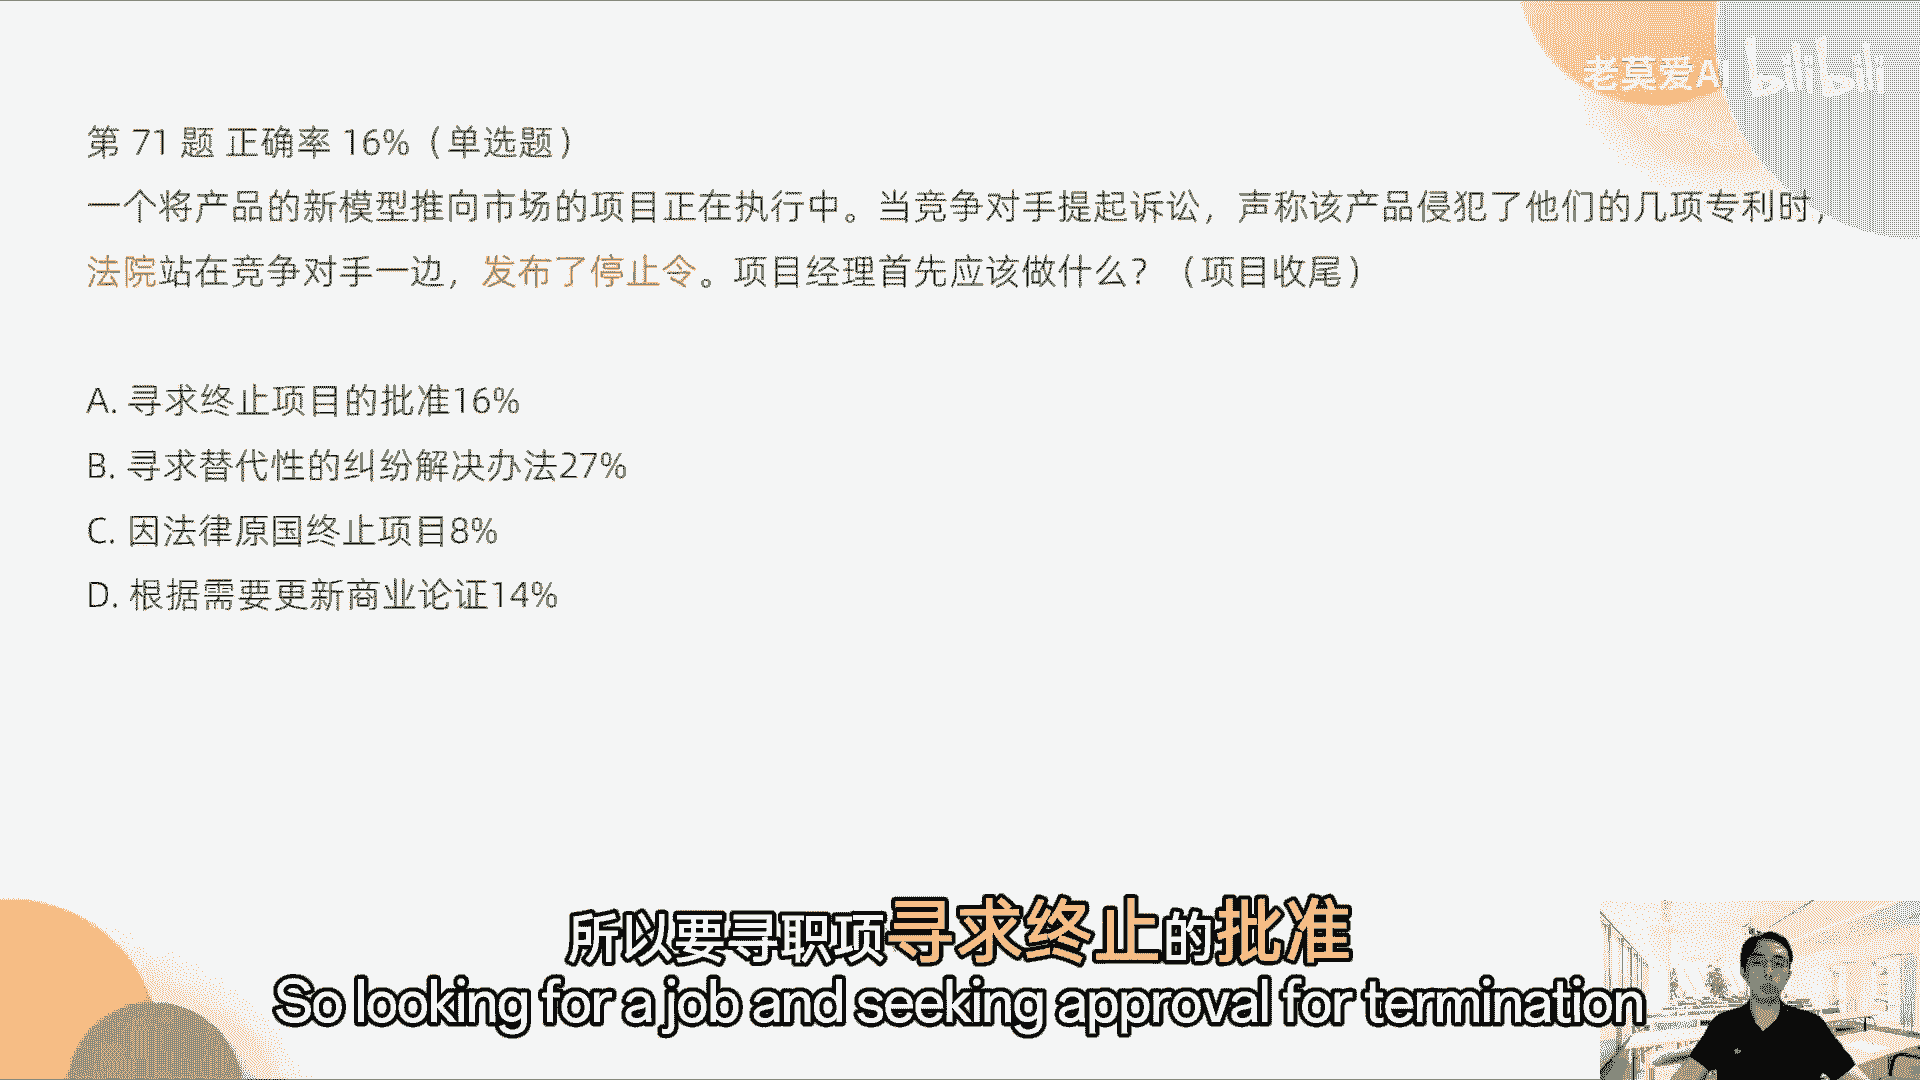 老莫爱AI bilibili
第 71 题 正确率 16%（单选题）
一个将产品的新模型推向市场的项目正在执行中。当竞争对手提起诉讼，声称该产品侵犯了他们的几项专利时，
法院站在竞争对手一边，发布了停止令。项目经理首先应该做什么？（项目收尾）
A. 寻求终止项目的批准16%
B. 寻求替代性的纠纷解决办法27%
C. 因法律原国终止项目8%
D. 根据需要更新商业论证14%
所以要寻职项寻求终止的批准
So looking for a job and seeking approval for termination